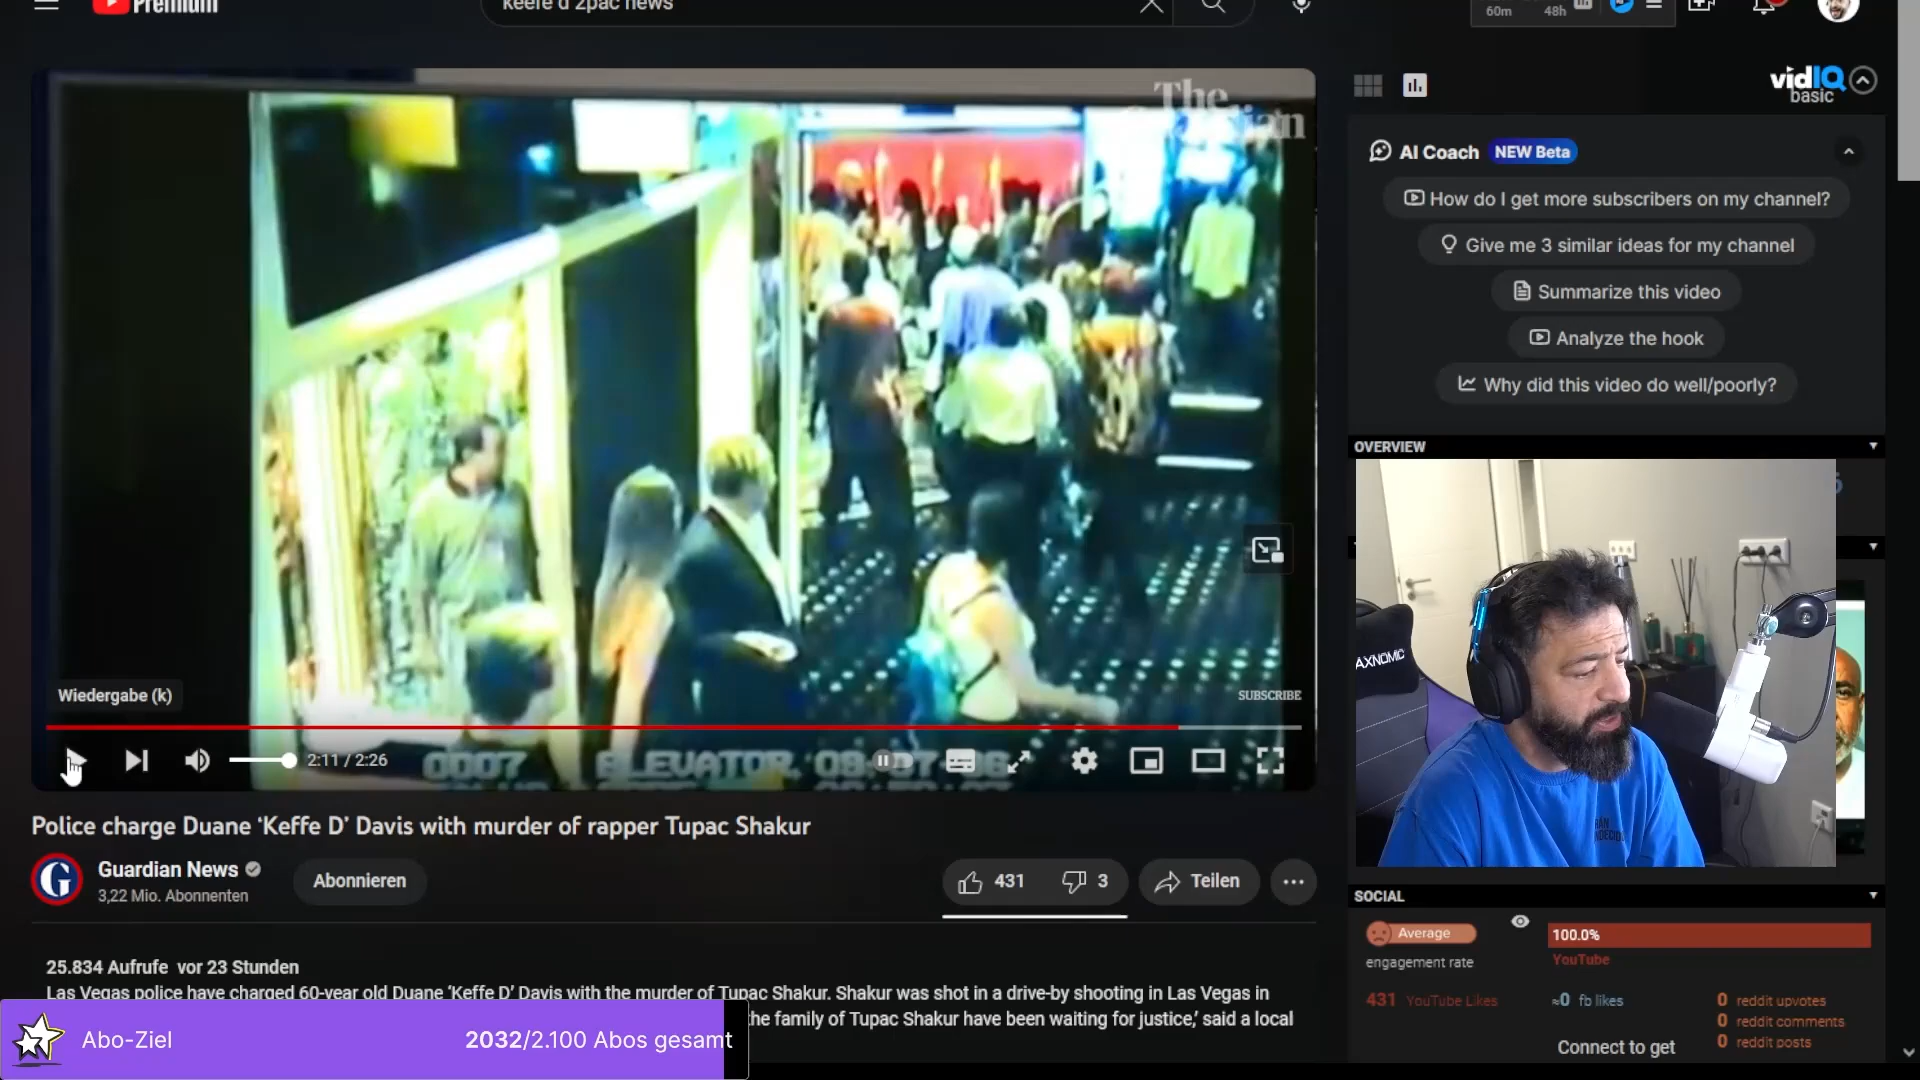 Premium
keefe d 2pac news
60m
48h
The
vidIQ
basic
AI Coach NEW Beta
How do I get more subscribers on my channel?
Give me 3 similar ideas for my channel
Summarize this video
Analyze the hook
Why did this video do well/poorly?
OVERVIEW
AXNOMIC
Wiedergabe (k)
SUBSCRIBE
2:11 / 2:26
0007 ELEVATOR
Police charge Duane ‘Keffe D’ Davis with murder of rapper Tupac Shakur
Guardian News
3,22 Mio. Abonnenten
Abonnieren
431
3
Teilen
SOCIAL
Average
engagement rate
100.0%
YouTube
431 YouTube Likes
≈0 fb likes
0 reddit upvotes
0 reddit comments
0 reddit posts
Connect to get
25.834 Aufrufe vor 23 Stunden
Las Vegas police have charged 60-year old Duane ‘Keffe D’ Davis with the murder of Tupac Shakur. Shakur was shot in a drive-by shooting in Las Vegas in
the family of Tupac Shakur have been waiting for justice,’ said a local
Abo-Ziel
2032/2.100 Abos gesamt